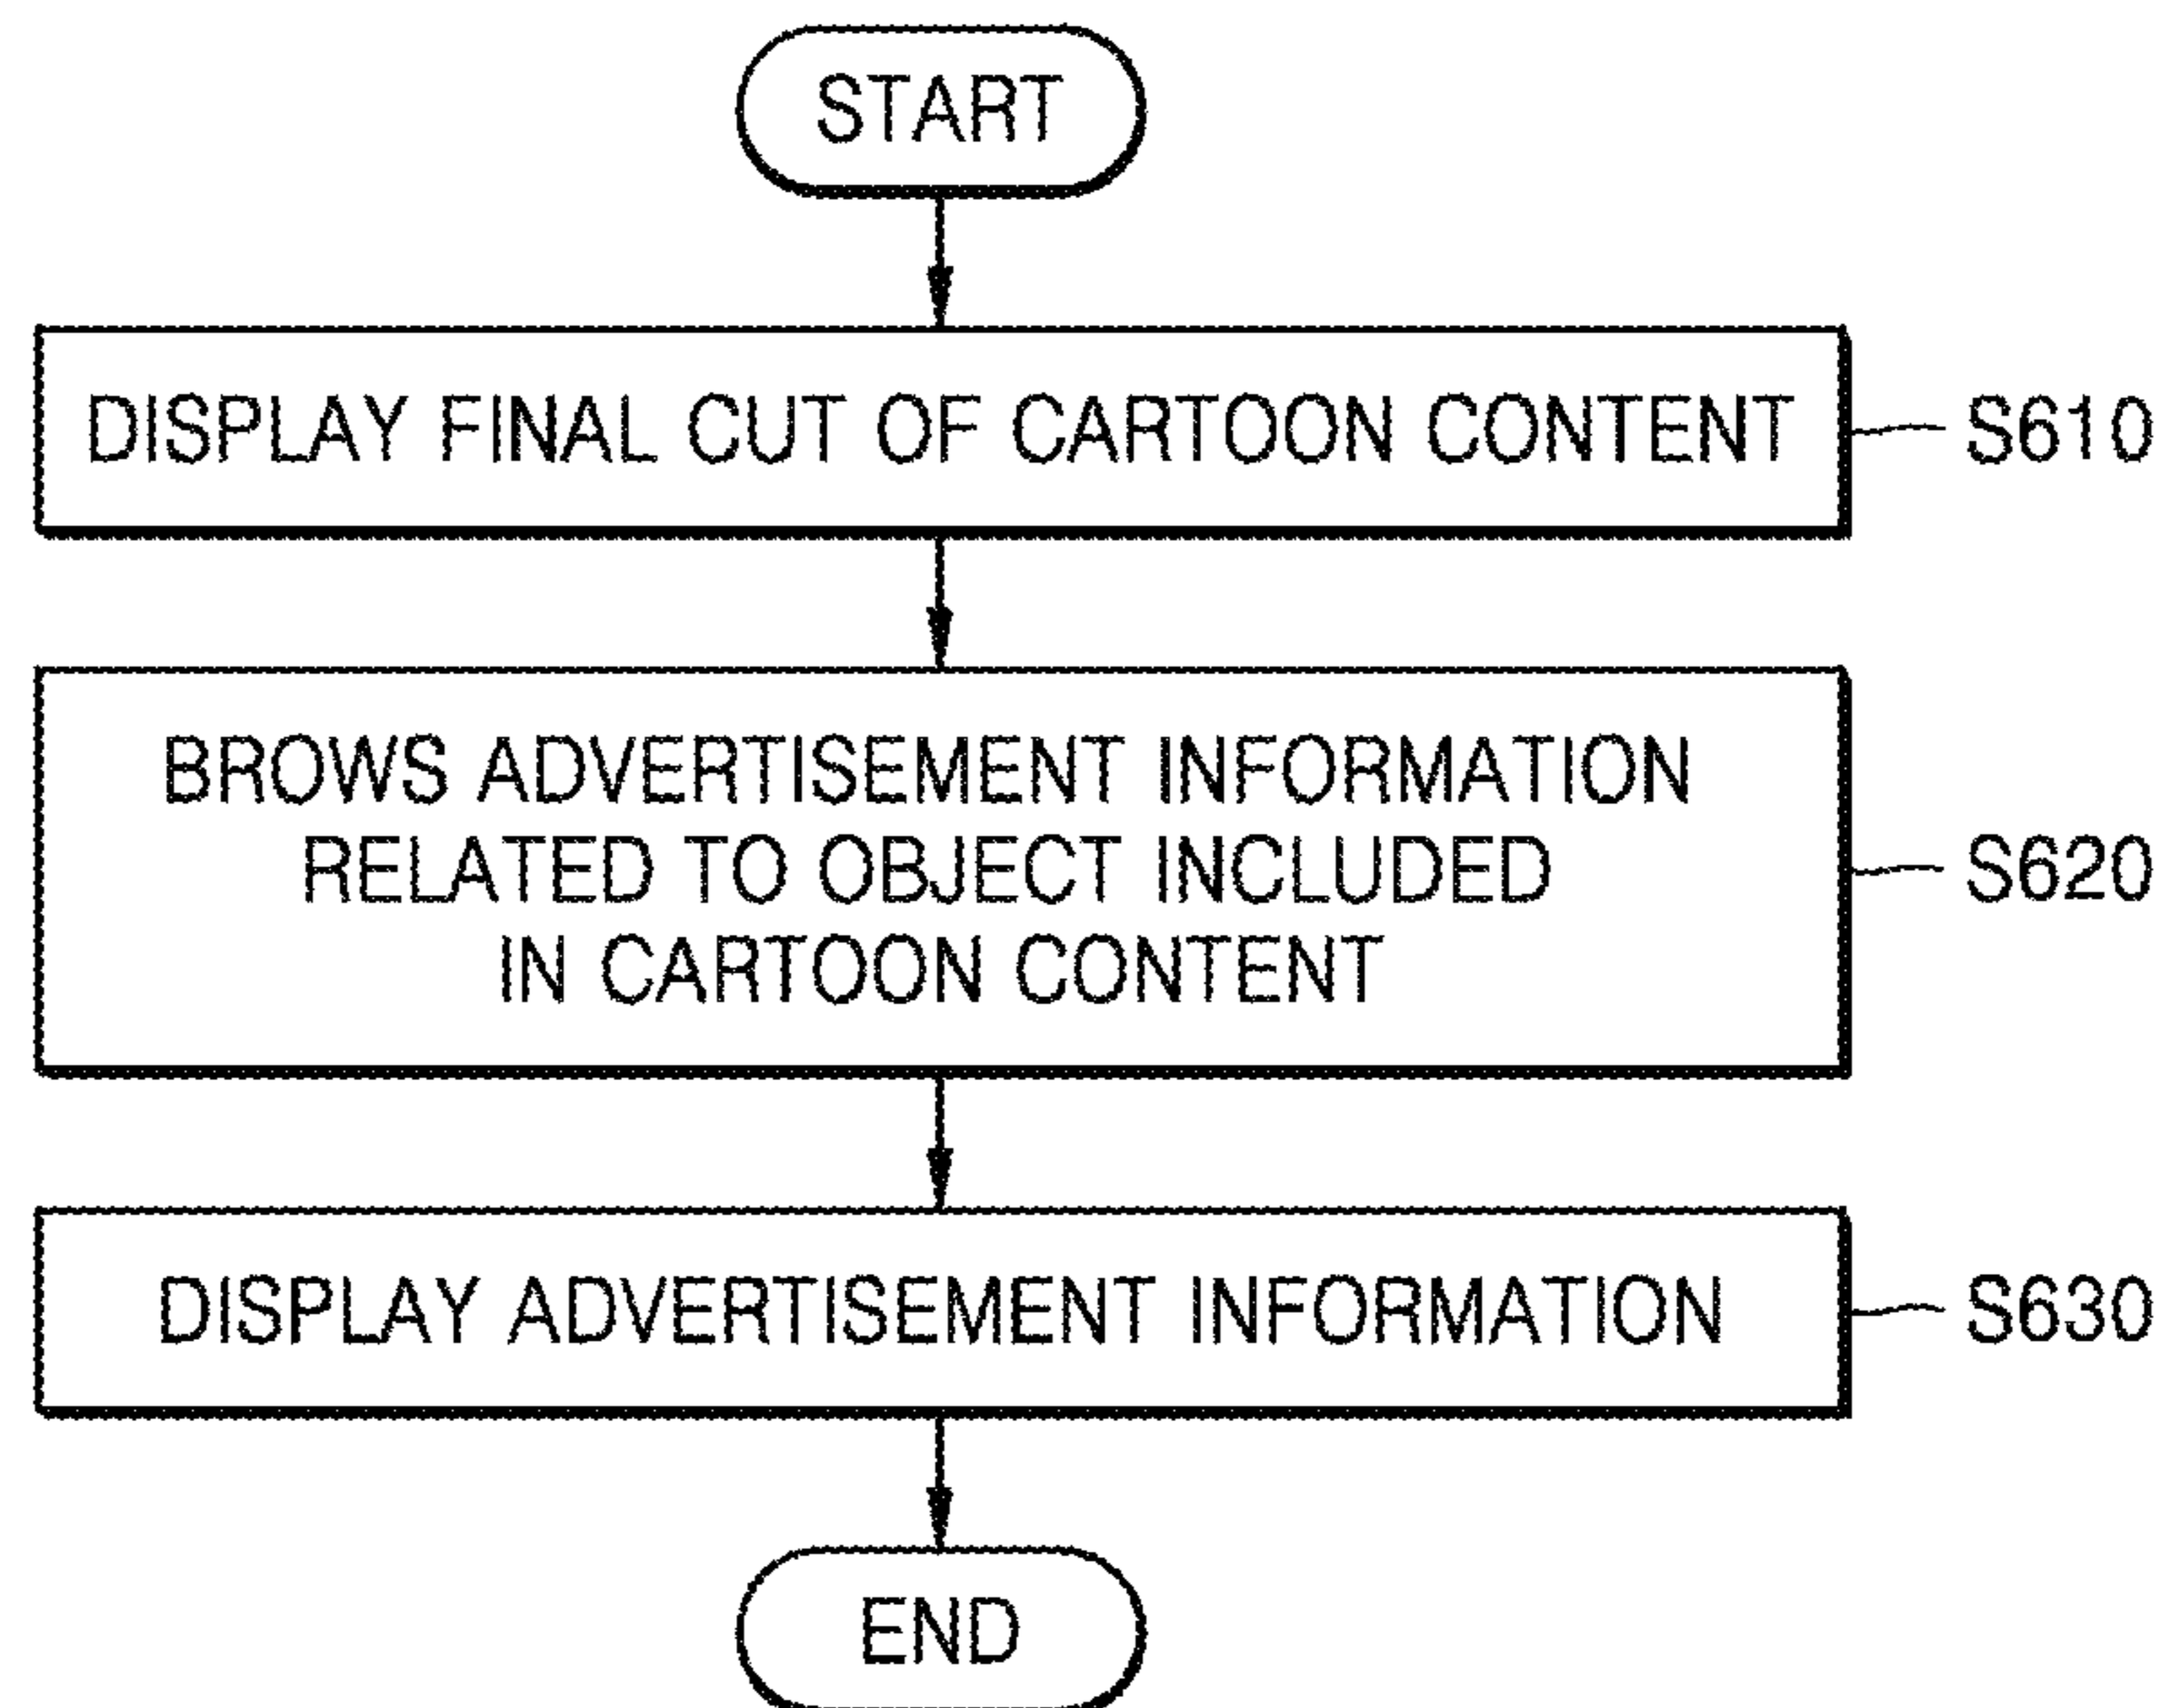 START
DISPLAY FINAL CUT OF CARTOON CONTENT
S610
BROWS ADVERTISEMENT INFORMATION
RELATED TO OBJECT INCLUDED
IN CARTOON CONTENT
S620
DISPLAY ADVERTISEMENT INFORMATION
S630
END